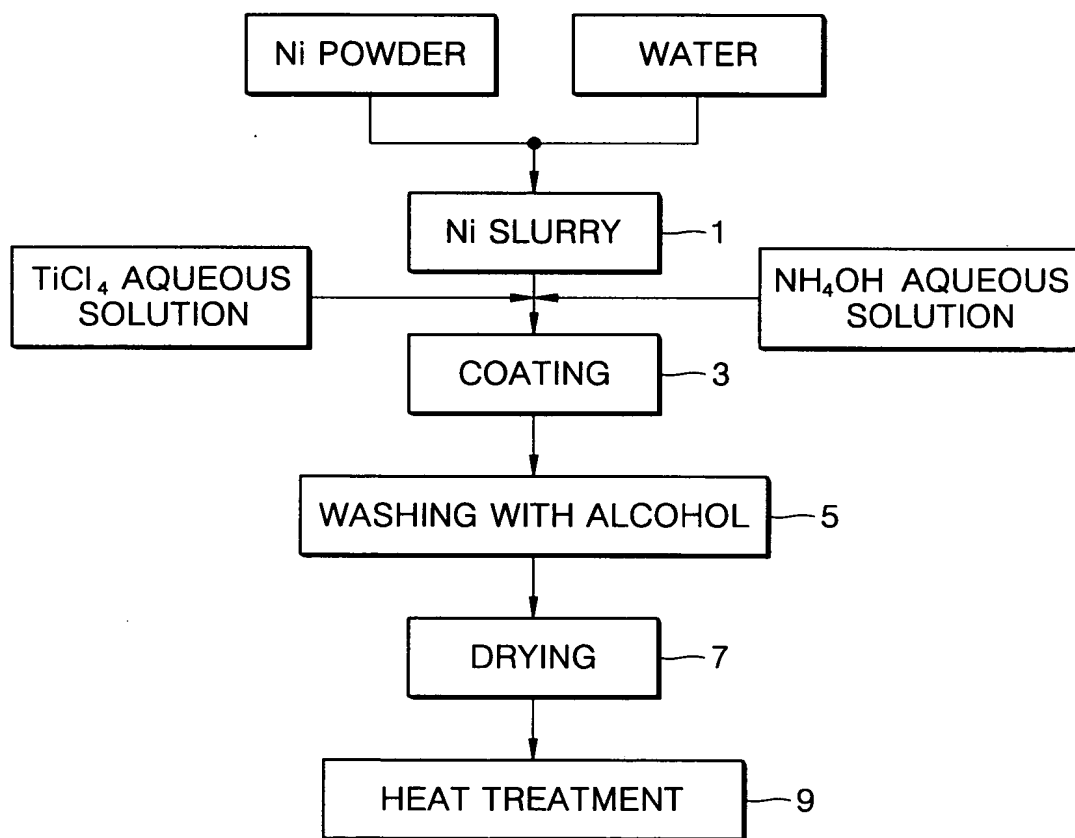 Ni POWDER
WATER
Ni SLURRY
1
TiCl₄ AQUEOUS
SOLUTION
NH₄OH AQUEOUS
SOLUTION
COATING
3
WASHING WITH ALCOHOL
5
DRYING
7
HEAT TREATMENT
9